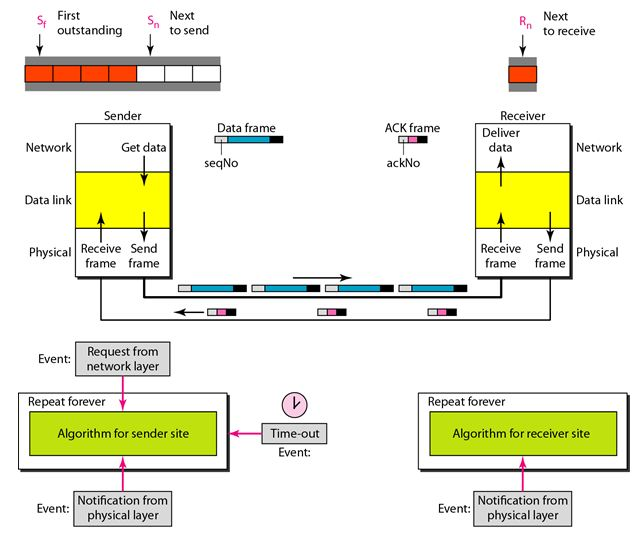 Sf
First
outstanding
Sn
Next
to send
Rn
Next
to receive
Sender
Receiver
Data frame
seqNo
ACK frame
ackNo
Network
Get data
Deliver
data
Network
Data link
Data link
Physical
Receive
frame
Send
frame
Receive
frame
Send
frame
Physical
Event:
Request from
network layer
Repeat forever
Algorithm for sender site
Time-out
Event:
Repeat forever
Algorithm for receiver site
Event:
Notification from
physical layer
Event:
Notification from
physical layer